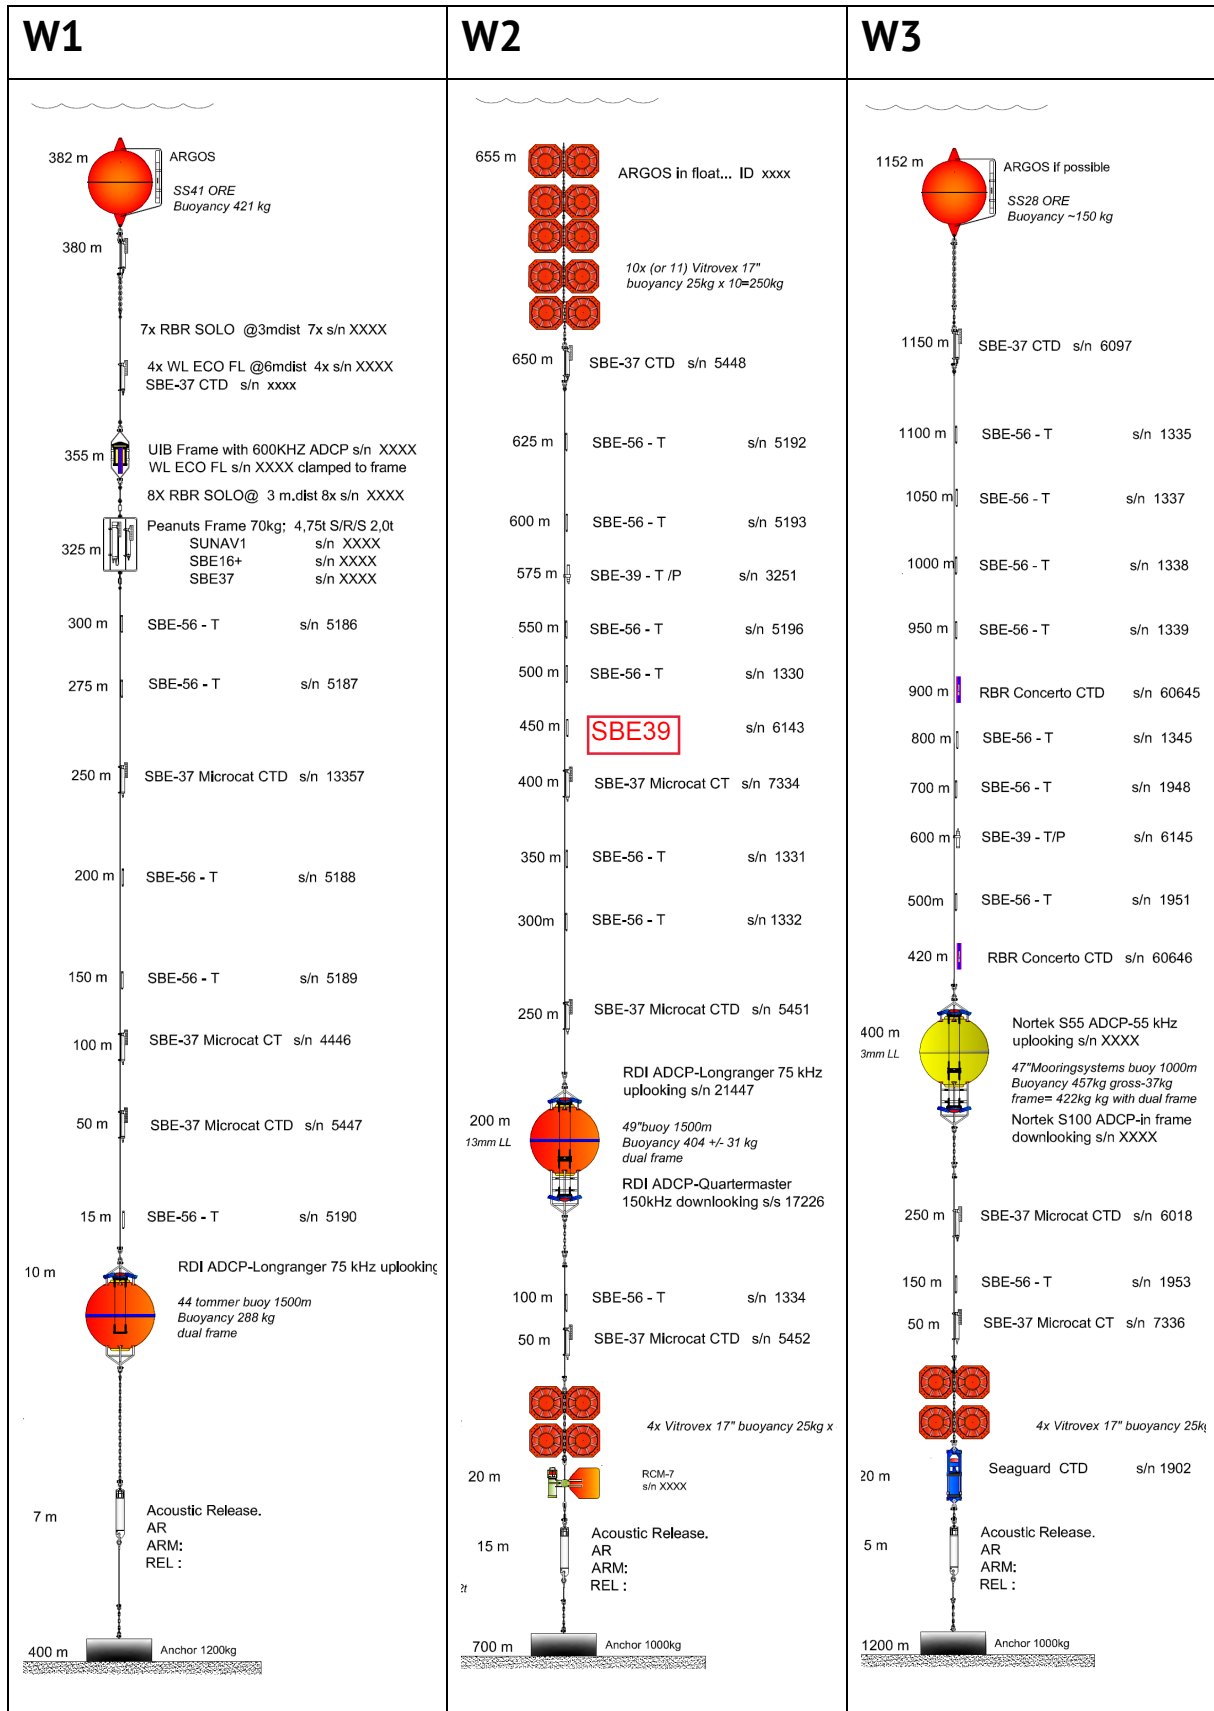 W1
W2
W3
382 m
ARGOS
SS41 ORE
Buoyancy 421 kg
380 m
7x RBR SOLO @3mdist 7x s/n XXXX
4x WL ECO FL @6mdist 4x s/n XXXX
SBE-37 CTD s/n xxxx
355 m
UIB Frame with 600KHZ ADCP s/n XXXX
WL ECO FL s/n XXXX clamped to frame
8X RBR SOLO@ 3 m.dist 8x s/n XXXX
Peanuts Frame 70kg; 4,75t S/R/S 2,0t
325 m
SUNAV1 s/n XXXX
SBE16+ s/n XXXX
SBE37 s/n XXXX
300 m SBE-56 - T s/n 5186
275 m SBE-56 - T s/n 5187
250 m SBE-37 Microcat CTD s/n 13357
200 m SBE-56 - T s/n 5188
150 m SBE-56 - T s/n 5189
100 m SBE-37 Microcat CT s/n 4446
50 m SBE-37 Microcat CTD s/n 5447
15 m SBE-56 - T s/n 5190
10 m RDI ADCP-Longranger 75 kHz uplooking
44 tommer buoy 1500m
Buoyancy 288 kg
dual frame
7 m
Acoustic Release.
AR
ARM:
REL :
400 m Anchor 1200kg
655 m
ARGOS in float... ID xxxx
10x (or 11) Vitrovex 17"
buoyancy 25kg x 10=250kg
650 m SBE-37 CTD s/n 5448
625 m SBE-56 - T s/n 5192
600 m SBE-56 - T s/n 5193
575 m SBE-39 - T /P s/n 3251
550 m SBE-56 - T s/n 5196
500 m SBE-56 - T s/n 1330
450 m SBE39 s/n 6143
400 m SBE-37 Microcat CT s/n 7334
350 m SBE-56 - T s/n 1331
300m SBE-56 - T s/n 1332
250 m SBE-37 Microcat CTD s/n 5451
RDI ADCP-Longranger 75 kHz
uplooking s/n 21447
200 m
13mm LL
49"buoy 1500m
Buoyancy 404 +/- 31 kg
dual frame
RDI ADCP-Quartermaster
150kHz downlooking s/s 17226
100 m SBE-56 - T s/n 1334
50 m SBE-37 Microcat CTD s/n 5452
4x Vitrovex 17" buoyancy 25kg x
20 m
RCM-7
s/n XXXX
15 m
Acoustic Release.
AR
ARM:
REL :
2t
700 m Anchor 1000kg
1152 m
ARGOS if possible
SS28 ORE
Buoyancy ~150 kg
1150 m SBE-37 CTD s/n 6097
1100 m SBE-56 - T s/n 1335
1050 m SBE-56 - T s/n 1337
1000 m SBE-56 - T s/n 1338
950 m SBE-56 - T s/n 1339
900 m RBR Concerto CTD s/n 60645
800 m SBE-56 - T s/n 1345
700 m SBE-56 - T s/n 1948
600 m SBE-39 - T/P s/n 6145
500m SBE-56 - T s/n 1951
420 m RBR Concerto CTD s/n 60646
400 m
3mm LL
Nortek S55 ADCP-55 kHz
uplooking s/n XXXX
47"Mooringsystems buoy 1000m
Buoyancy 457kg gross-37kg
frame= 422kg kg with dual frame
Nortek S100 ADCP-in frame
downlooking s/n XXXX
250 m SBE-37 Microcat CTD s/n 6018
150 m SBE-56 - T s/n 1953
50 m SBE-37 Microcat CT s/n 7336
4x Vitrovex 17" buoyancy 25kg
20 m Seaguard CTD s/n 1902
5 m
Acoustic Release.
AR
ARM:
REL :
1200 m Anchor 1000kg